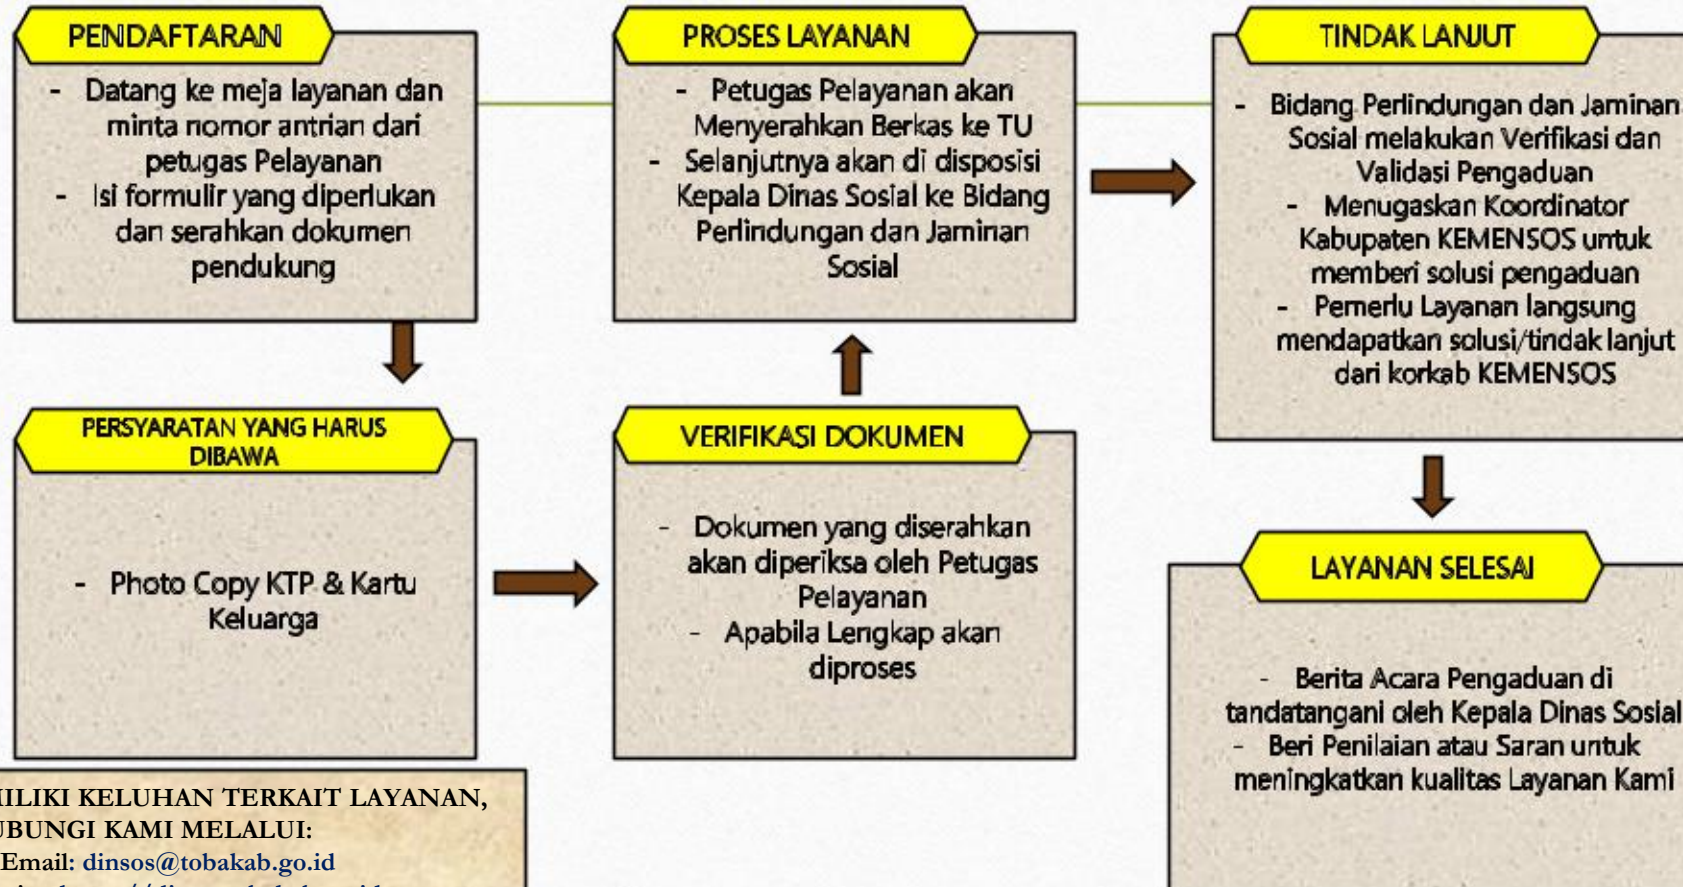 PENDAFTARAN
- Datang ke meja layanan dan
minta nomor antrian dari
petugas Pelayanan
- Isi formulir yang diperlukan
dan serahkan dokumen
pendukung
PERSYARATAN YANG HARUS
DIBAWA
- Photo Copy KTP & Kartu
Keluarga
VERIFIKASI DOKUMEN
- Dokumen yang diserahkan
akan diperiksa oleh Petugas
Pelayanan
- Apabila Lengkap akan
diproses
PROSES LAYANAN
- Petugas Pelayanan akan
Menyerahkan Berkas ke TU
- Selanjutnya akan di disposisi
Kepala Dinas Sosial ke Bidang
Perlindungan dan Jaminan
Sosial
TINDAK LANJUT
- Bidang Perlindungan dan Jaminan
Sosial melakukan Verifikasi dan
Validasi Pengaduan
- Menugaskan Koordinator
Kabupaten KEMENSOS untuk
memberi solusi pengaduan
- Pemerlu Layanan langsung
mendapatkan solusi/tindak lanjut
dari korkab KEMENSOS
LAYANAN SELESAI
- Berita Acara Pengaduan di
tandatangani oleh Kepala Dinas Sosial
- Beri Penilaian atau Saran untuk
meningkatkan kualitas Layanan Kami
KELUHAN TERKAIT LAYANAN,
KAMI MELALUI:
Email: dinsos@tobakab.go.id